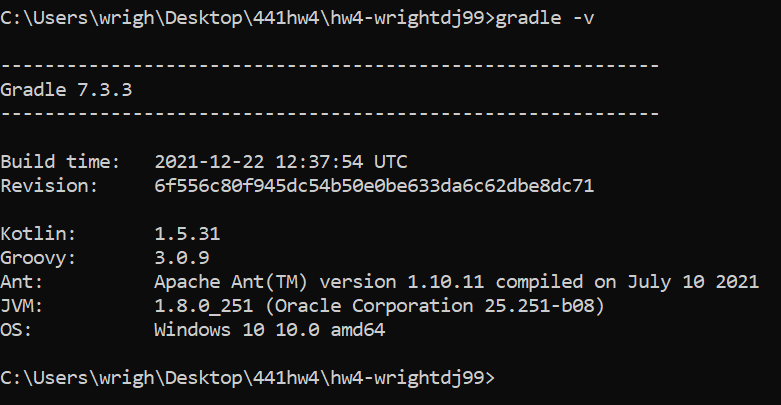 C:\Users\wrigh\Desktop\441hw4\hw4-wrightdj99>gradle -v
------------------------------------------------------------
Gradle 7.3.3
------------------------------------------------------------
Build time:   2021-12-22 12:37:54 UTC
Revision:     6f556c80f945dc54b50e0be633da6c62dbe8dc71
Kotlin:       1.5.31
Groovy:       3.0.9
Ant:          Apache Ant(TM) version 1.10.11 compiled on July 10 2021
JVM:          1.8.0_251 (Oracle Corporation 25.251-b08)
OS:           Windows 10 10.0 amd64
C:\Users\wrigh\Desktop\441hw4\hw4-wrightdj99>